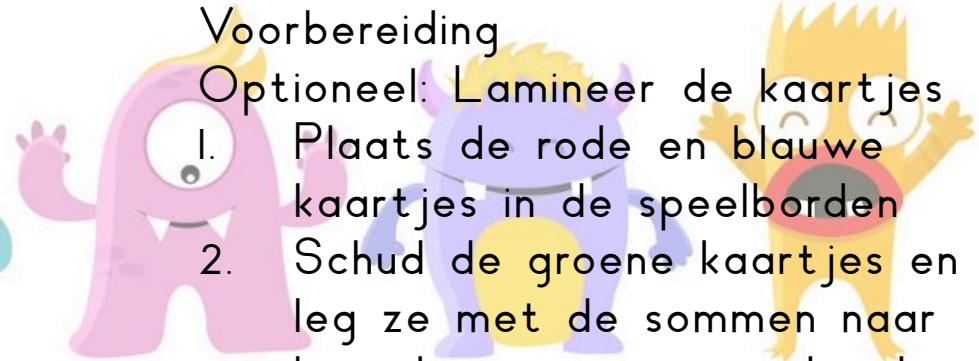 Voorbereiding
Optioneel: Lamineer de kaartjes
1. Plaats de rode en blauwe
kaartjes in de speelborden
2. Schud de groene kaartjes en
leg ze met de sommen naar